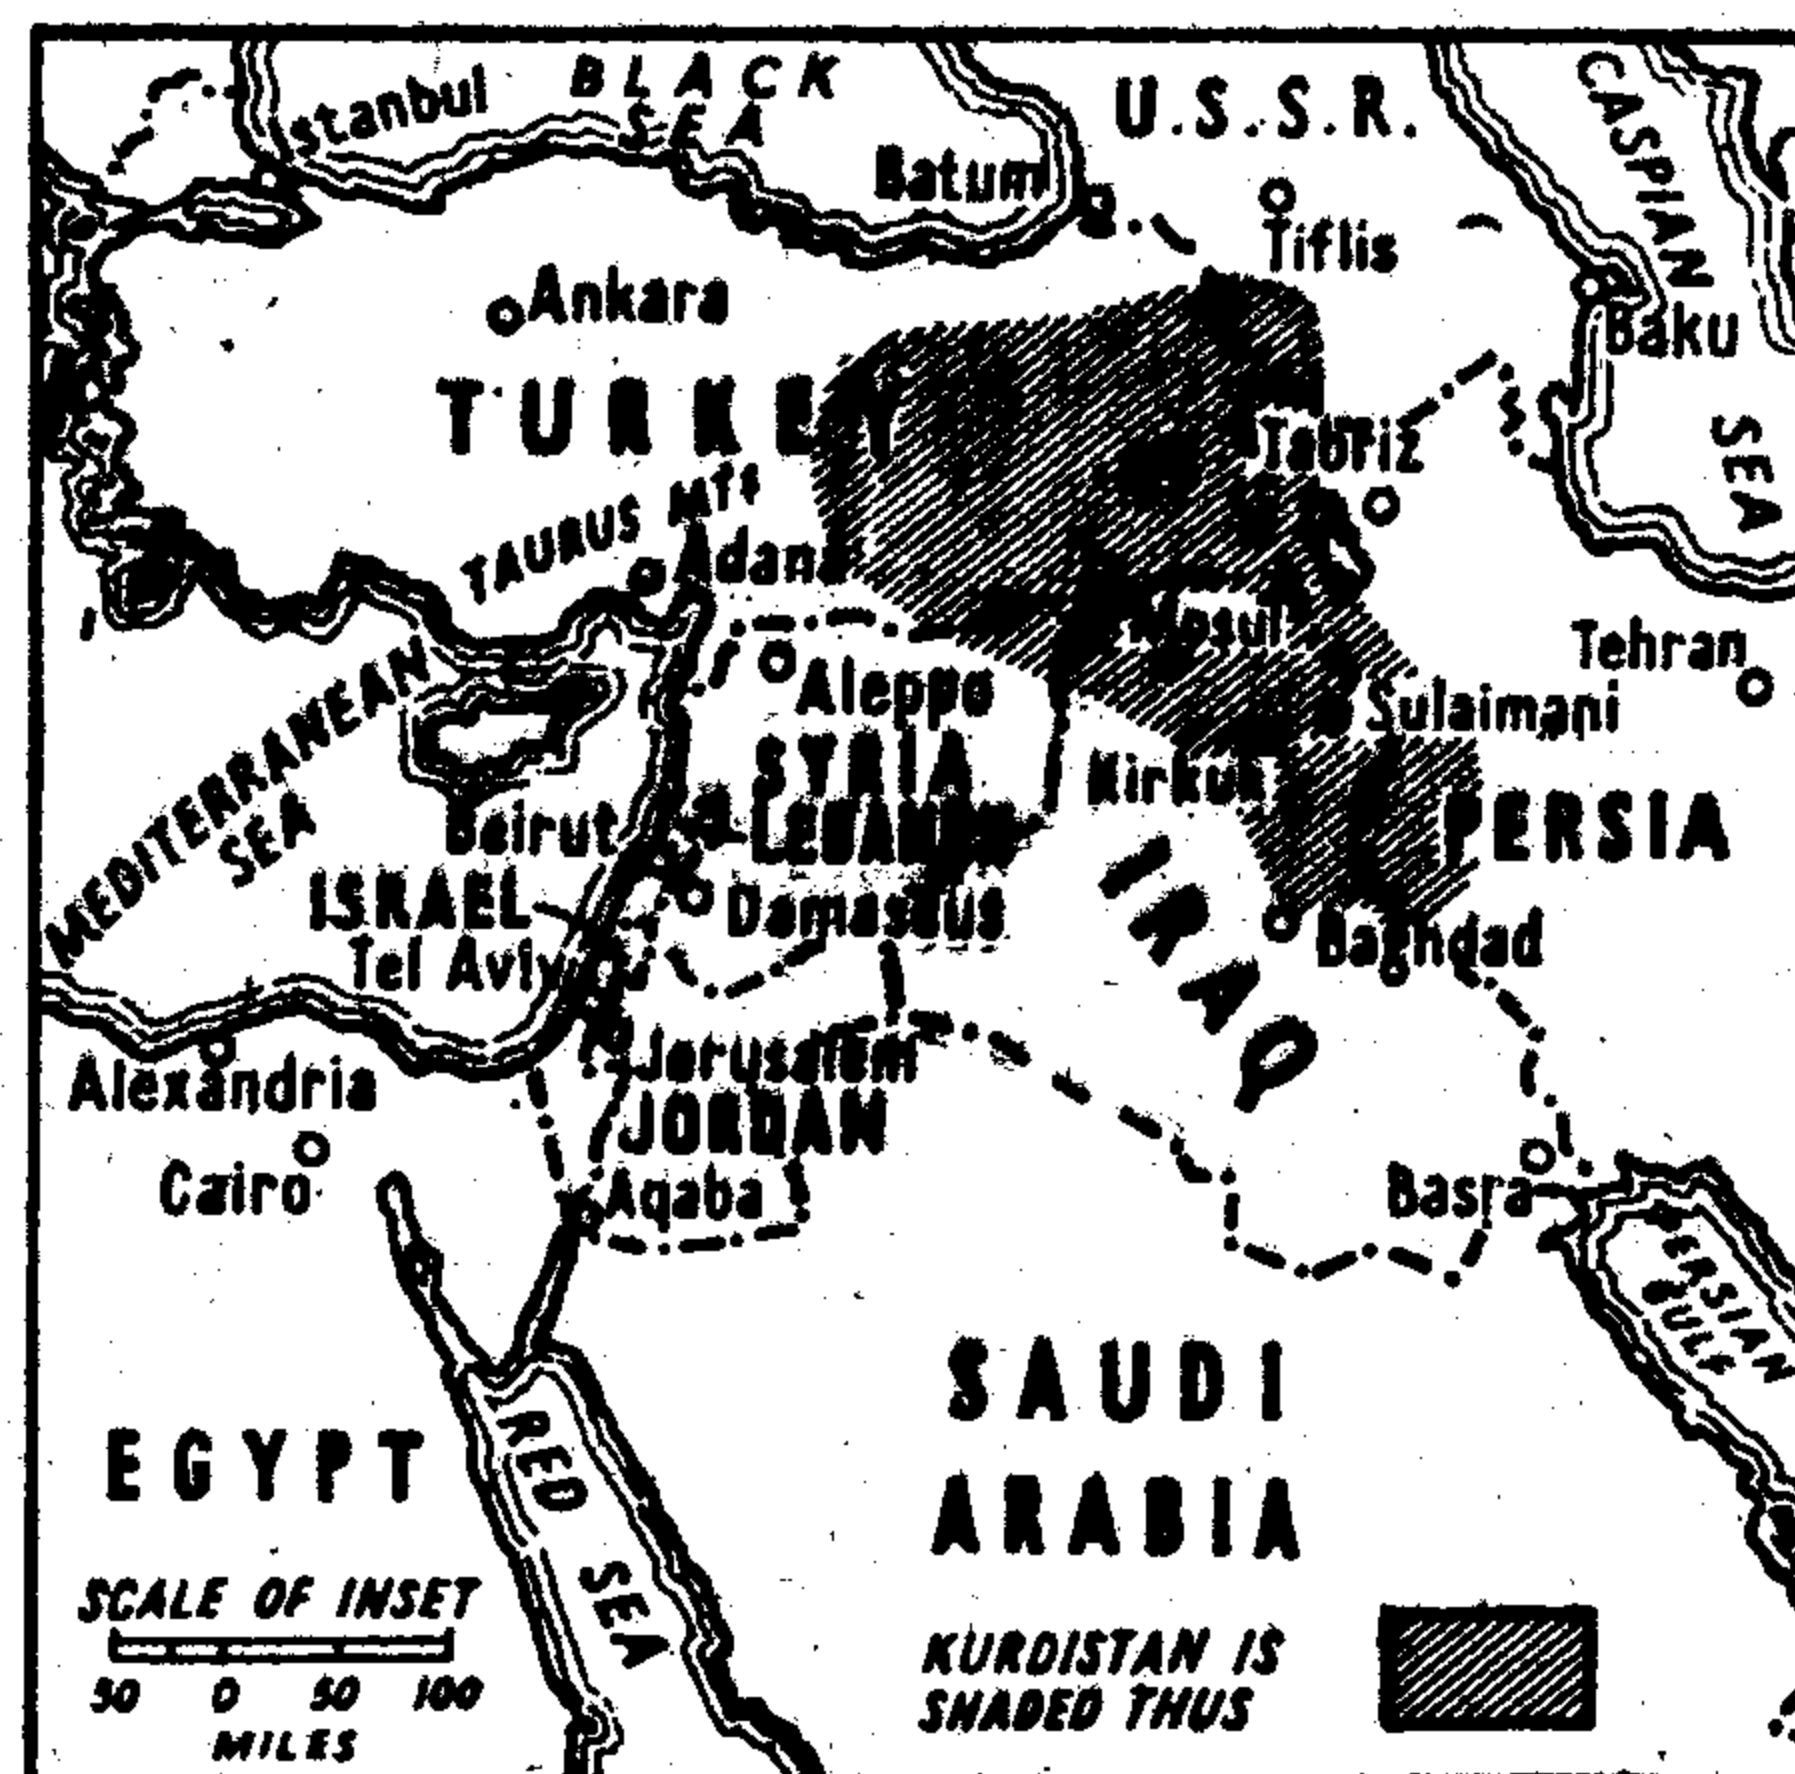 BLACK
SEA
Istanbul
U.S.S.R.
CASPIAN
SEA
Batum
Tiflis
Baku
Ankara
TURKEY
Tabriz
TAURUS MTS
Adana
Mosul
Tehran
Aleppo
Sulaimani
MEDITERRANEAN
SEA
SYRIA
Kirkuk
Beirut
LEBANON
PERSIA
ISRAEL
Damascus
IRAQ
Baghdad
Tel Aviv
Jerusalem
Alexandria
JORDAN
Cairo
Aqaba
Basra
PERSIAN
GULF
SAUDI
ARABIA
EGYPT
RED SEA
SCALE OF INSET
50 0 50 100
MILES
KURDISTAN IS
SHADED THUS